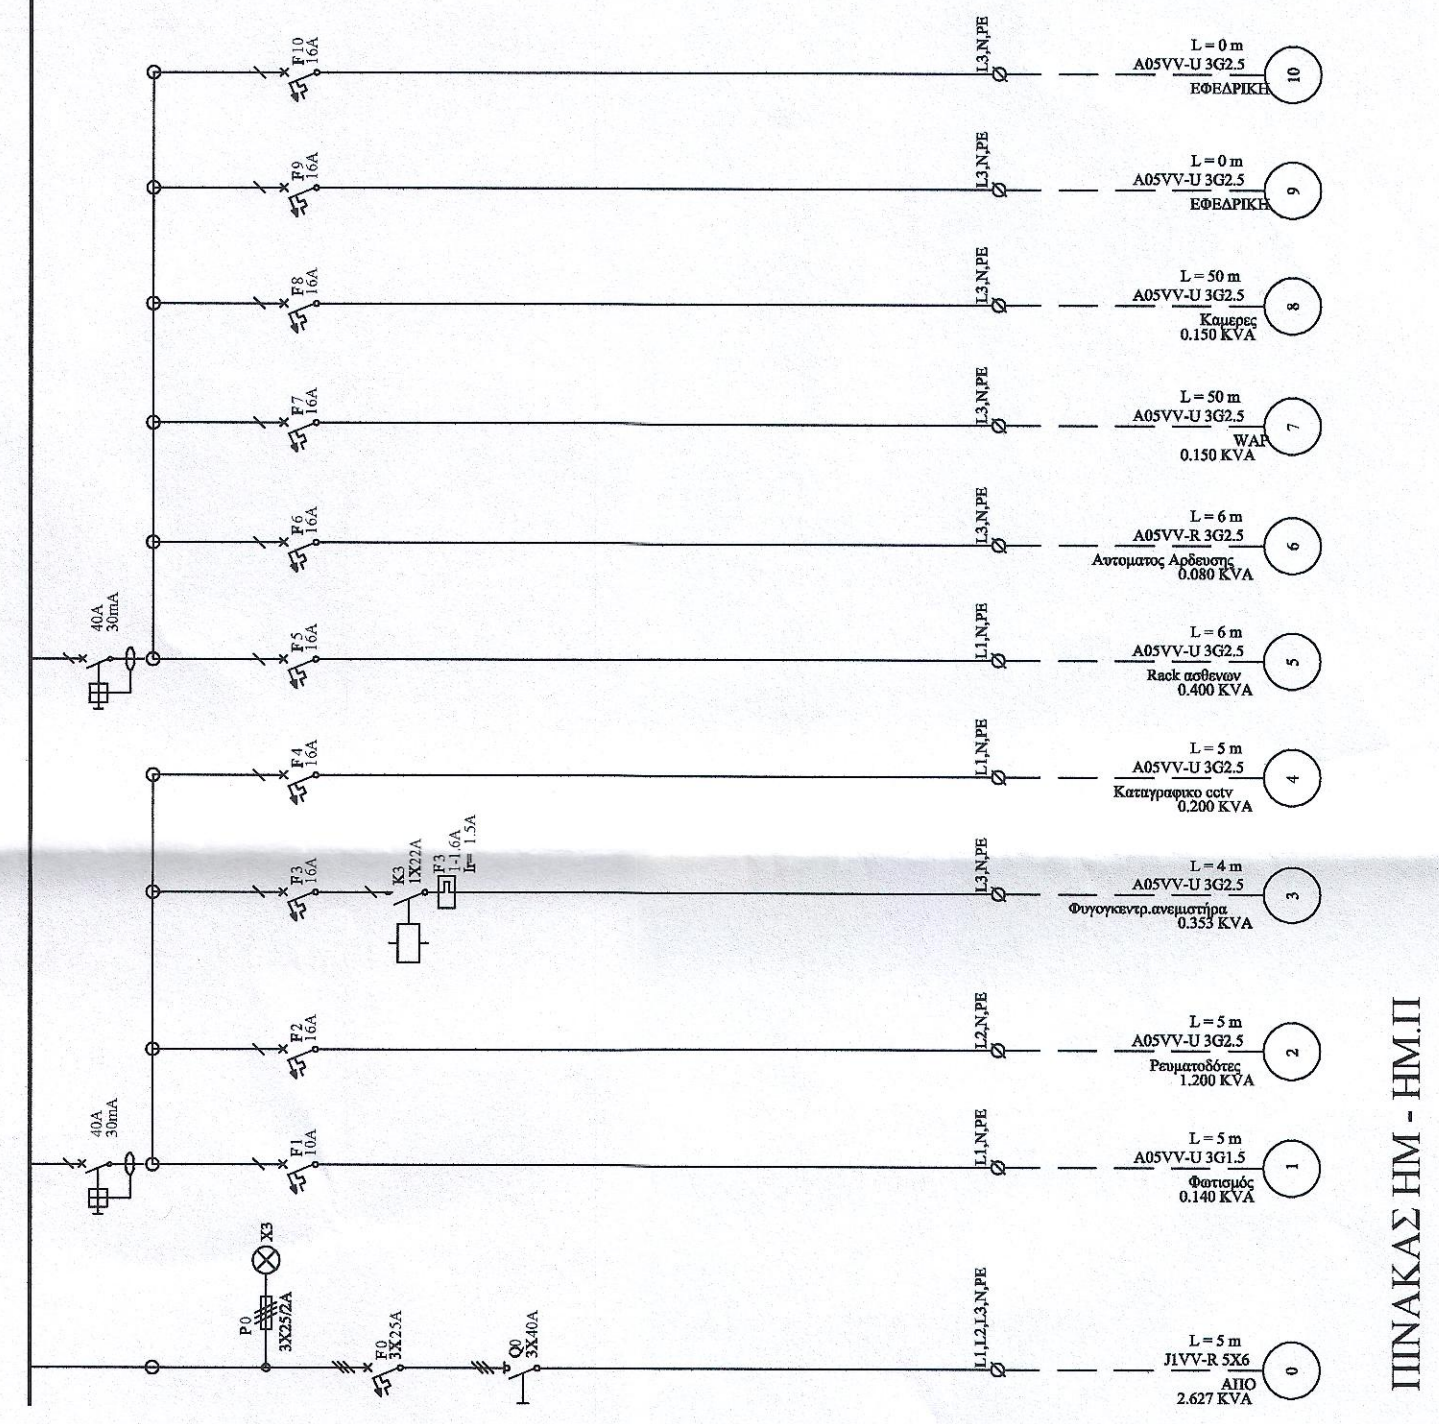 F10
16A
L3,N,PE
L = 0 m
A05VV-U 3G2.5
ΕΦΕΔΡΙΚΗ
10
F9
16A
L3,N,PE
L = 0 m
A05VV-U 3G2.5
ΕΦΕΔΡΙΚΗ
9
F8
16A
L3,N,PE
L = 50 m
A05VV-U 3G2.5
Καμερες
0.150 KVA
8
F7
16A
L3,N,PE
L = 50 m
A05VV-U 3G2.5
WAP
0.150 KVA
7
F6
16A
L3,N,PE
L = 6 m
A05VV-R 3G2.5
Αυτοματος Αρδευσης
0.080 KVA
6
40A
30mA
F5
16A
L1,N,PE
L = 6 m
A05VV-U 3G2.5
Rack ασθενων
0.400 KVA
5
F4
16A
L1,N,PE
L = 5 m
A05VV-U 3G2.5
Καταγραφικο cctv
0.200 KVA
4
F3
16A
K3
1X22A
F3
1-1.6A
Ir= 1.5A
L3,N,PE
L = 4 m
A05VV-U 3G2.5
Φυγογκεντρ.ανεμιστήρα
0.353 KVA
3
F2
16A
L2,N,PE
L = 5 m
A05VV-U 3G2.5
Ρευματοδότες
1.200 KVA
2
40A
30mA
F1
10A
L1,N,PE
L = 5 m
A05VV-U 3G1.5
Φωτισμός
0.140 KVA
1
X3
P0
3X25/2A
F0
3X25A
Q0
3X40A
L1,L2,L3,N,PE
L = 5 m
J1VV-R 5X6
ΑΠΟ
2.627 KVA
0
ΠΙΝΑΚΑΣ ΗΜ - ΗΜ.Π